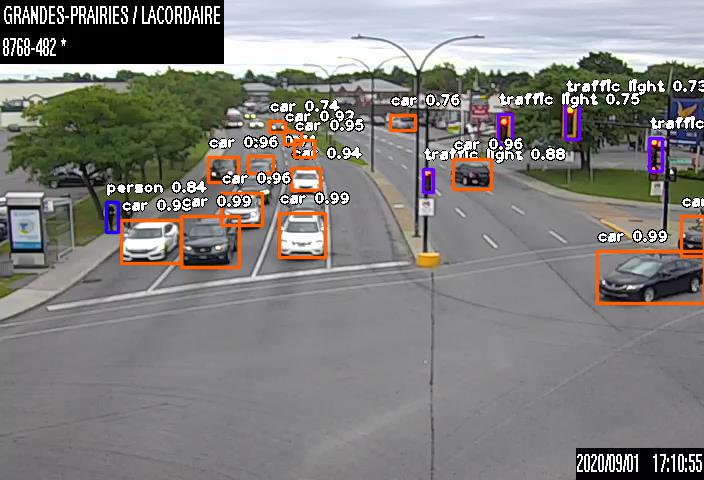 GRANDES-PRAIRIES / LACORDAIRE
8768-482 *
traffic light 0.73
car 0.74
car 0.76
traffic light 0.75
car 0.92
car 0.95
traffic
car 0.96
car 0.94
car 0.96
traffic light 0.88
car 0.96
person 0.84
car 0.99
car 0.99
car
car 0.99
2020/09/01 17:10:55